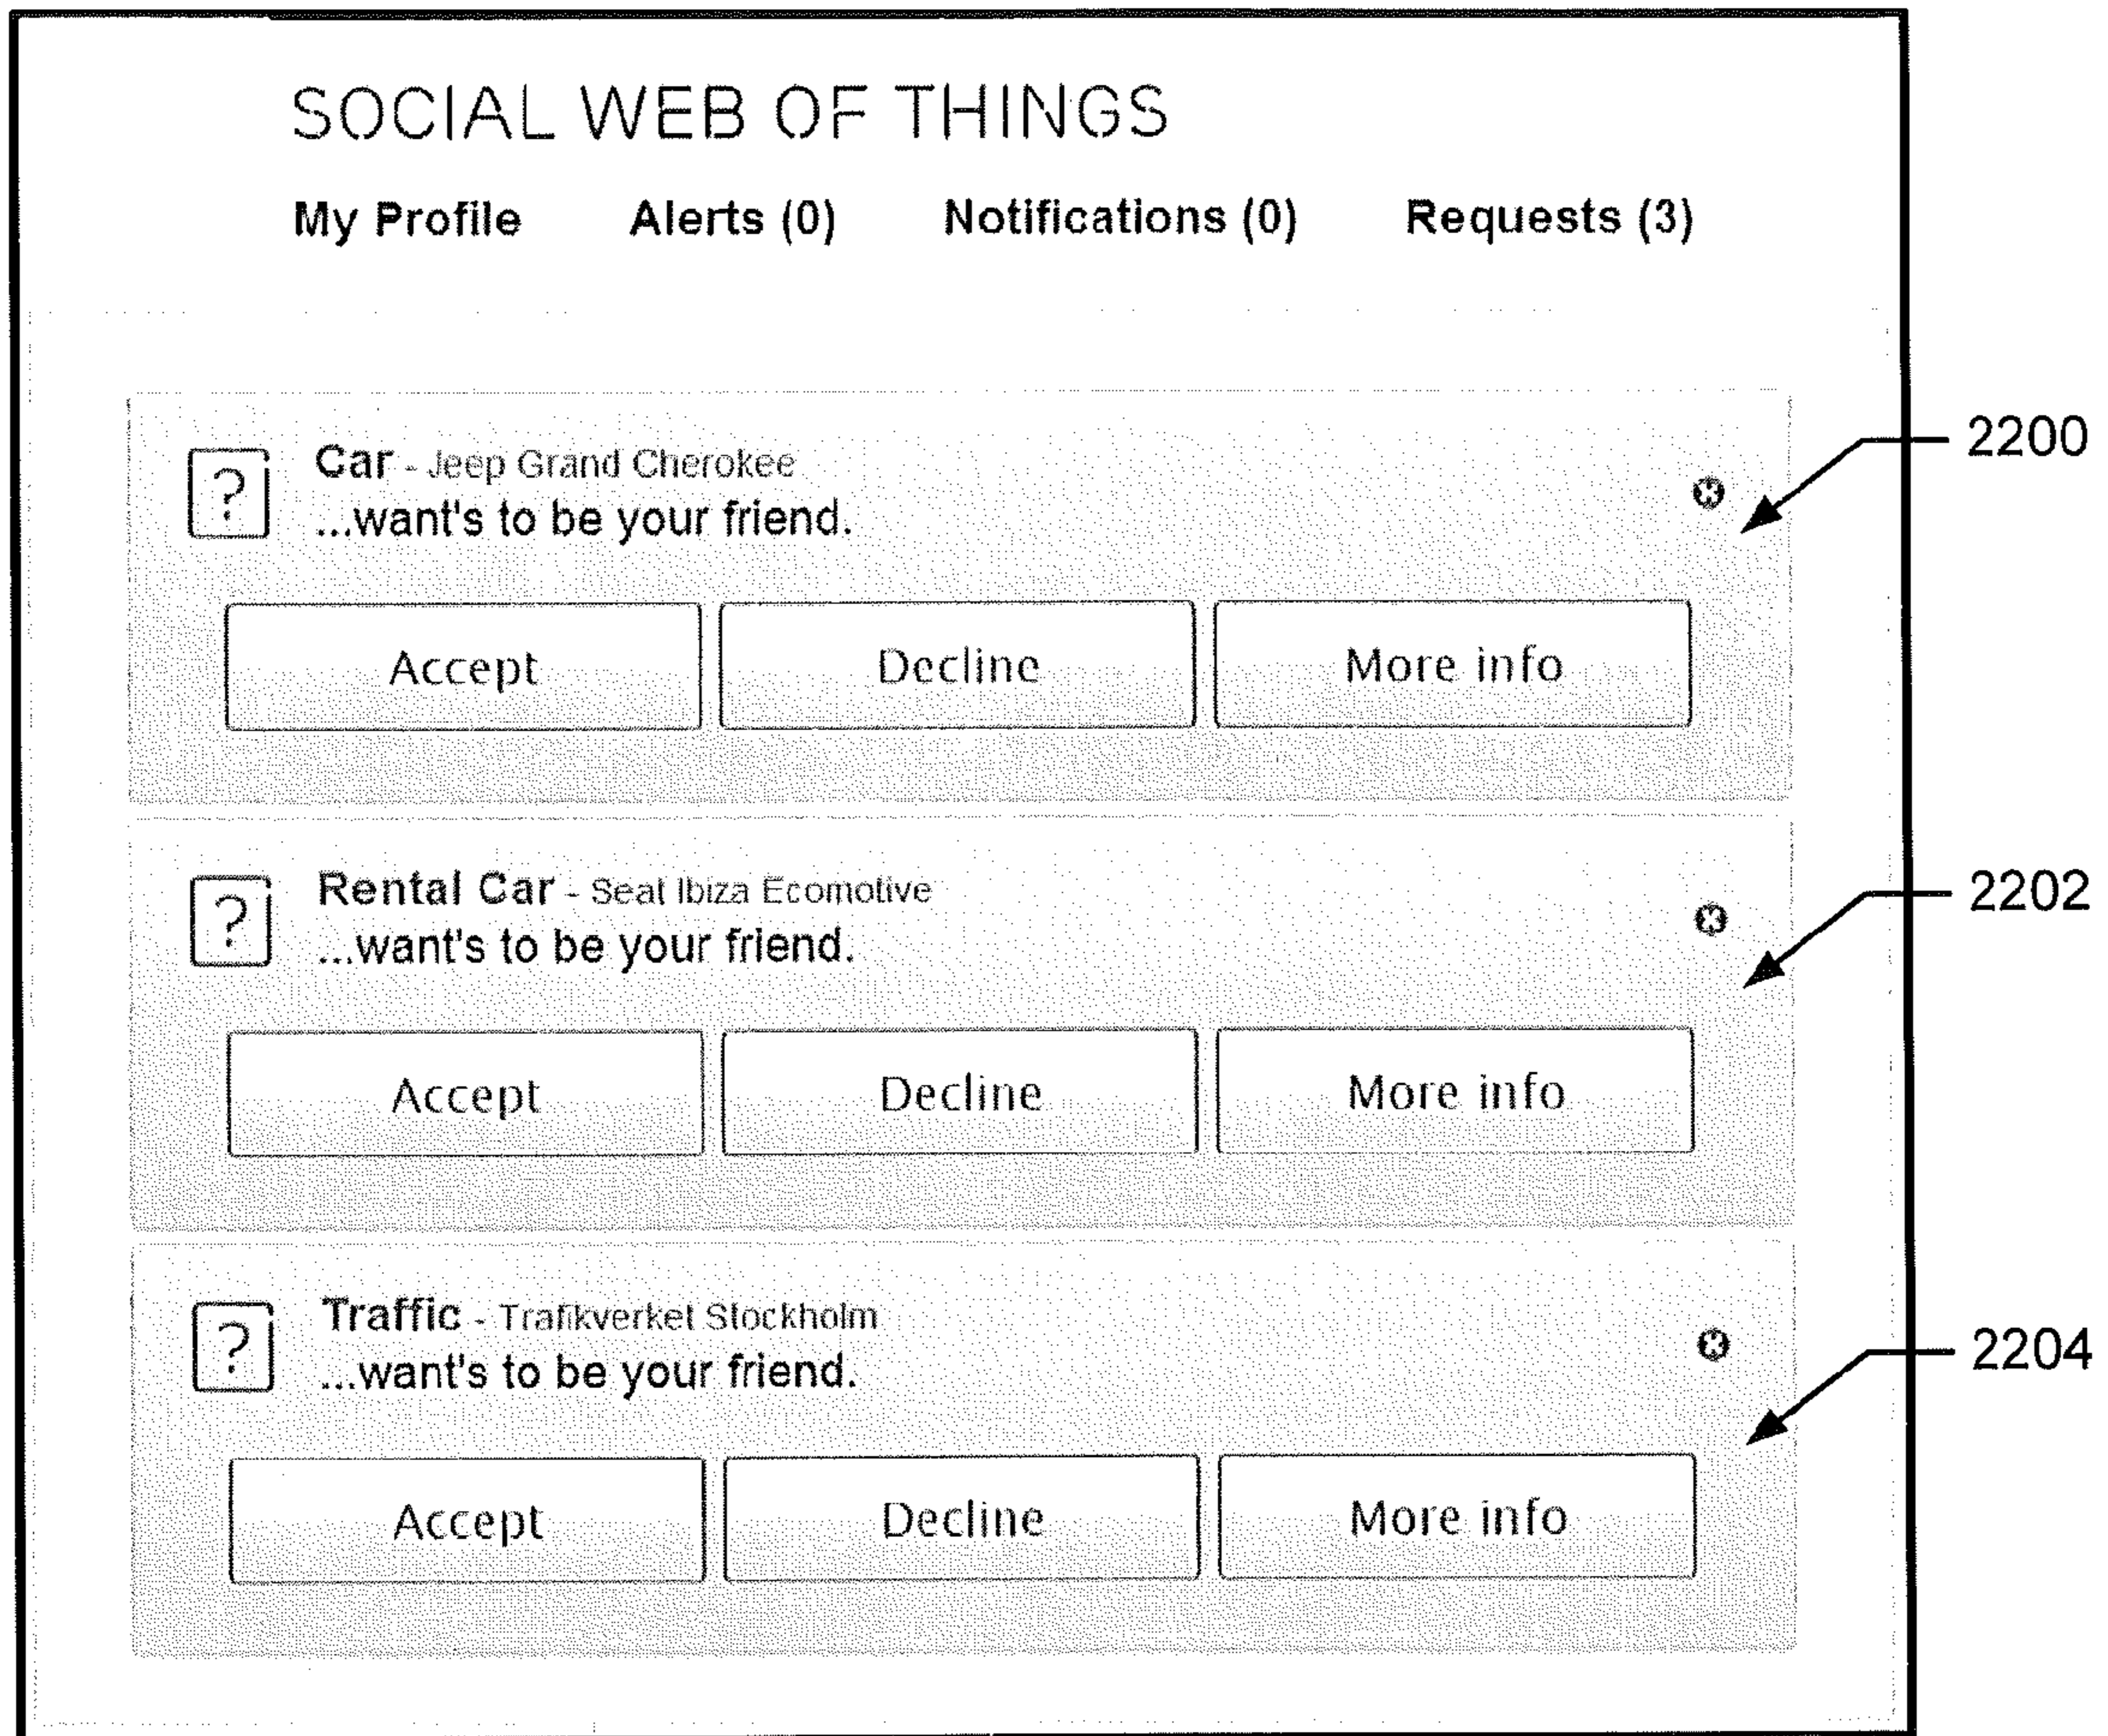 SOCIAL WEB OF THINGS
My Profile Alerts (0) Notifications (0) Requests (3)
? Car - Jeep Grand Cherokee
...want's to be your friend.
2200
Accept Decline More info
? Rental Car - Seat Ibiza Ecomotive
...want's to be your friend.
2202
Accept Decline More info
? Traffic - Trafikverket Stockholm
...want's to be your friend.
2204
Accept Decline More info